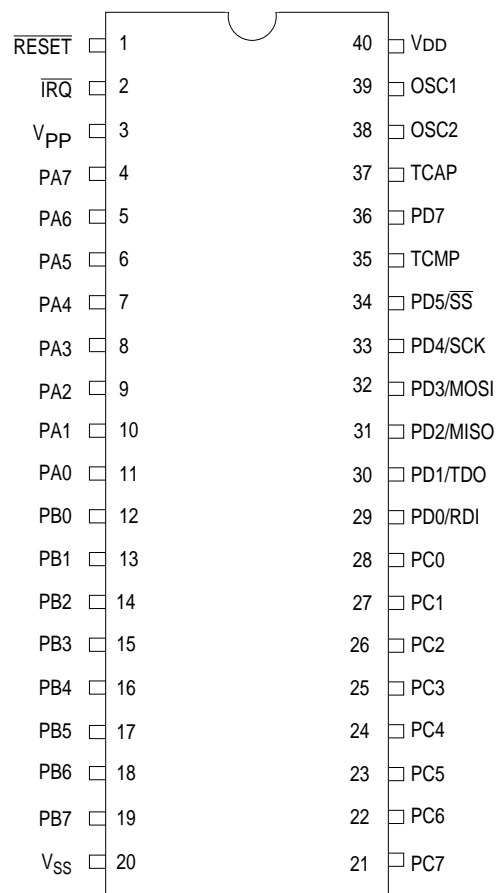 R̅E̅S̅E̅T̅ 1 40 VDD
I̅R̅Q̅ 2 39 OSC1
VPP 3 38 OSC2
PA7 4 37 TCAP
PA6 5 36 PD7
PA5 6 35 TCMP
PA4 7 34 PD5/S̅S̅
PA3 8 33 PD4/SCK
PA2 9 32 PD3/MOSI
PA1 10 31 PD2/MISO
PA0 11 30 PD1/TDO
PB0 12 29 PD0/RDI
PB1 13 28 PC0
PB2 14 27 PC1
PB3 15 26 PC2
PB4 16 25 PC3
PB5 17 24 PC4
PB6 18 23 PC5
PB7 19 22 PC6
VSS 20 21 PC7